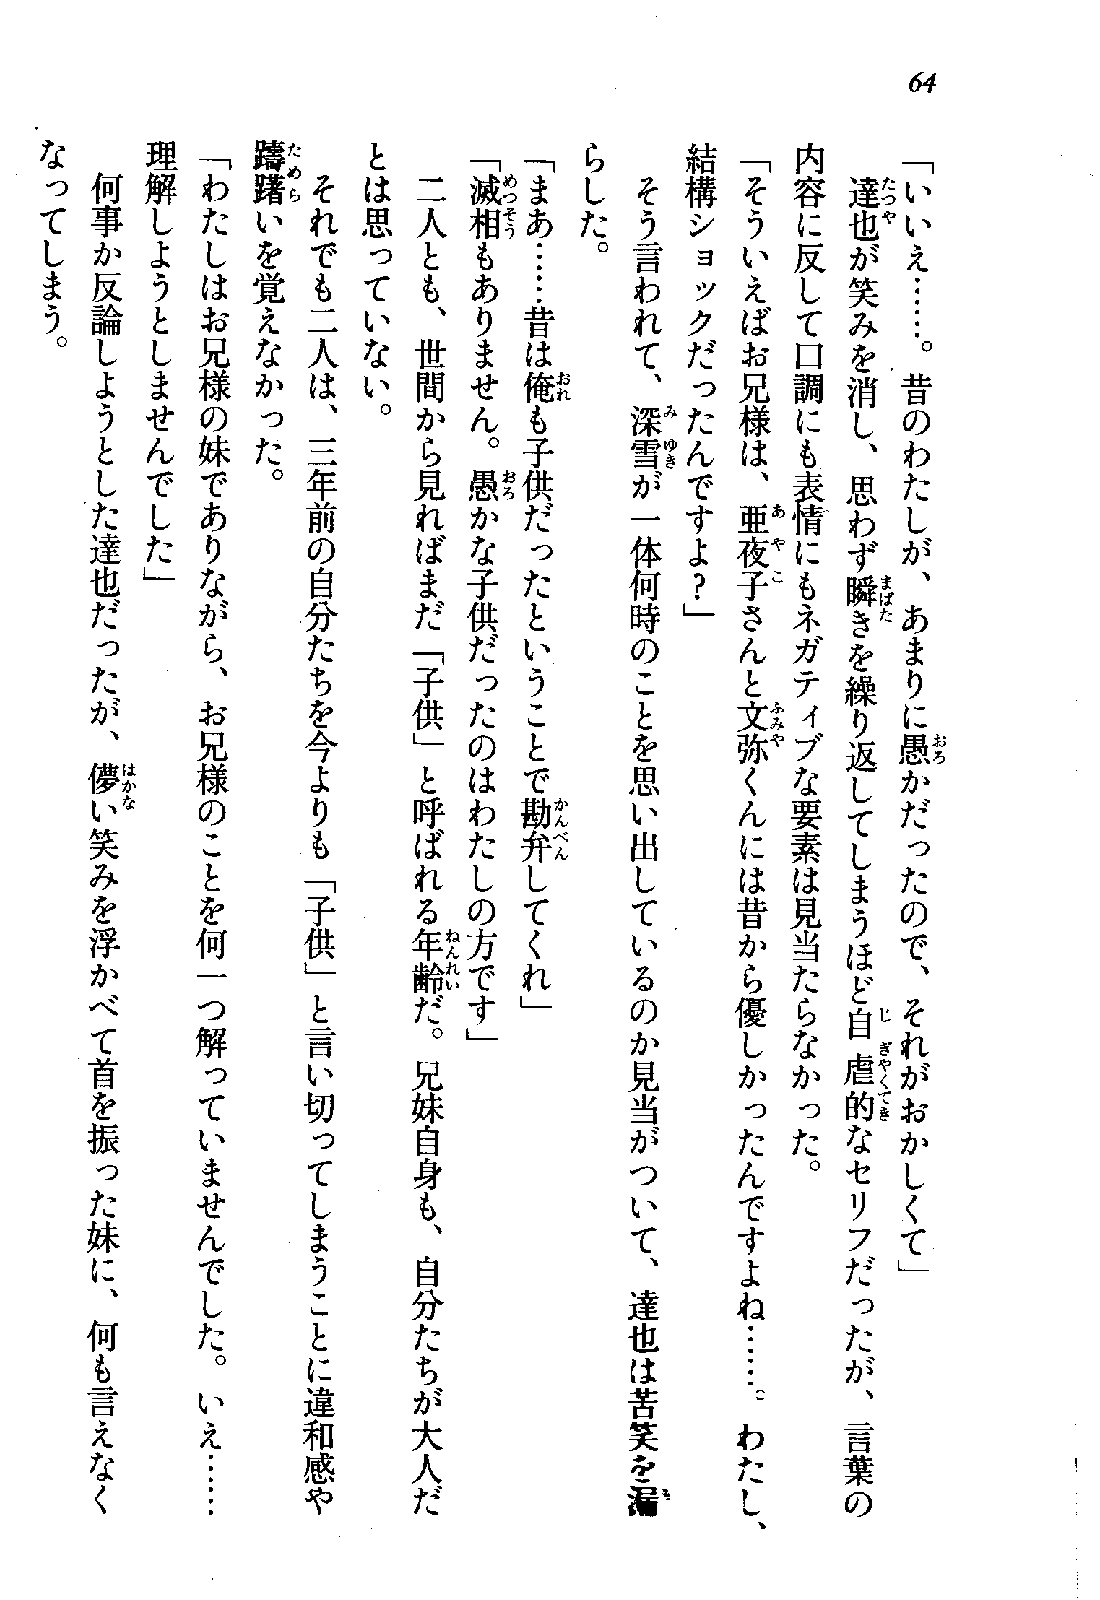 64
「いいえ……。昔のわたしが、あまりに愚かだったので、それがおかしくて」
達也が笑みを消し、思わず瞬きを繰り返してしまうほど自虐的なセリフだったが、言葉の
内容に反して口調にも表情にもネガティブな要素は見当たらなかった。
「そういえばお兄様は、亜夜子さんと文弥くんには昔から優しかったんですよね……。わたし、
結構ショックだったんですよ？」
そう言われて、深雪が一体何時のことを思い出しているのか見当がついて、達也は苦笑を漏
らした。
「まあ……昔は俺も子供だったということで勘弁してくれ」
「滅相もありません。愚かな子供だったのはわたしの方です」
二人とも、世間から見ればまだ「子供」と呼ばれる年齢だ。兄妹自身も、自分たちが大人だ
とは思っていない。
それでも二人は、三年前の自分たちを今よりも「子供」と言い切ってしまうことに違和感や
躊躇いを覚えなかった。
「わたしはお兄様の妹でありながら、お兄様のことを何一つ解っていませんでした。いえ……
理解しようとしませんでした」
何事か反論しようとした達也だったが、儚い笑みを浮かべて首を振った妹に、何も言えなく
なってしまう。